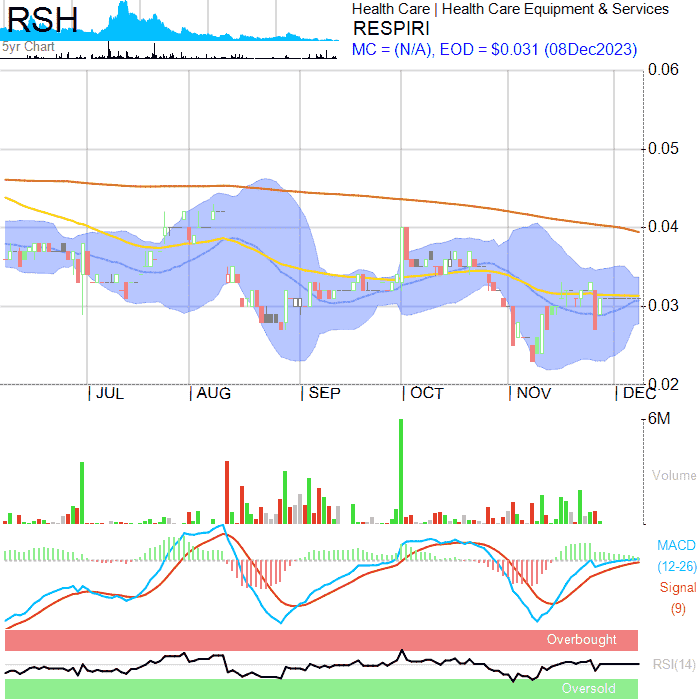 RSH
5yr Chart
Health Care | Health Care Equipment & Services
RESPIRI
MC = (N/A), EOD = $0.031 (08Dec2023)
0.06
0.05
0.04
0.03
0.02
| JUL | AUG | SEP | OCT | NOV | DEC
6M
Volume
MACD
(12-26)
Signal
(9)
Overbought
RSI(14)
Oversold